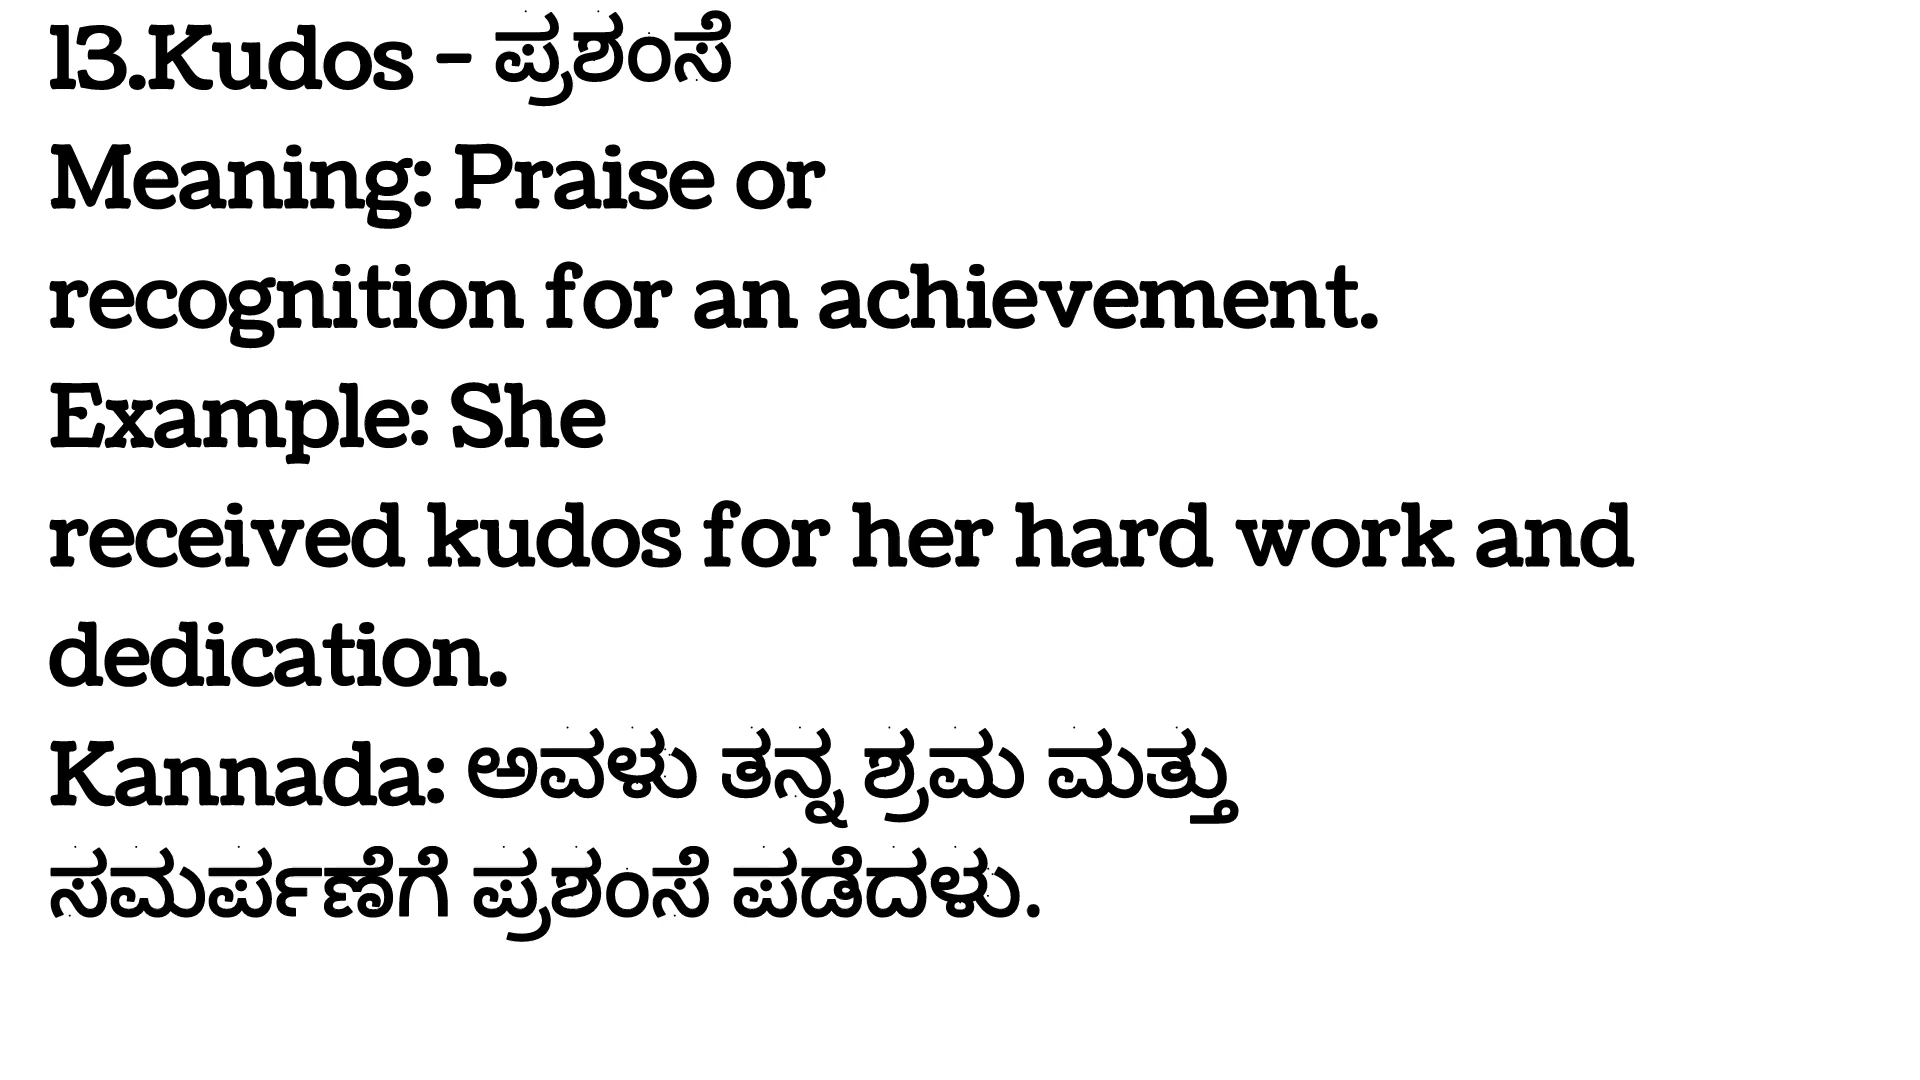 13.Kudos - ಪ್ರಶಂಸೆ
Meaning: Praise or
recognition for an achievement.
Example: She
received kudos for her hard work and
dedication.
Kannada: ಅವಳು ತನ್ನ ಶ್ರಮ ಮತ್ತು
ಸಮರ್ಪಣೆಗೆ ಪ್ರಶಂಸೆ ಪಡೆದಳು.